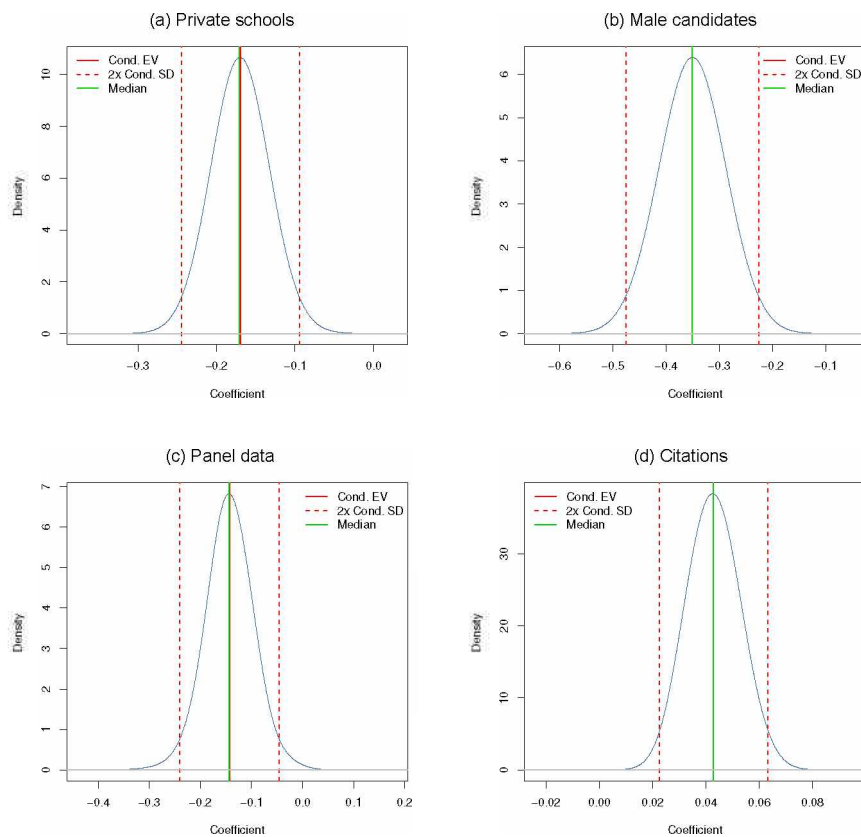 (a) Private schools
Cond. EV
2x Cond. SD
Median
Density
0
2
4
6
8
10
−0.3
−0.2
−0.1
0.0
Coefficient
(b) Male candidates
Cond. EV
2x Cond. SD
Median
Density
0
1
2
3
4
5
6
−0.6
−0.5
−0.4
−0.3
−0.2
−0.1
Coefficient
(c) Panel data
Cond. EV
2x Cond. SD
Median
Density
0
1
2
3
4
5
6
7
−0.4
−0.3
−0.2
−0.1
0.0
0.1
0.2
Coefficient
(d) Citations
Cond. EV
2x Cond. SD
Median
Density
0
10
20
30
−0.02
0.00
0.02
0.04
0.06
0.08
Coefficient